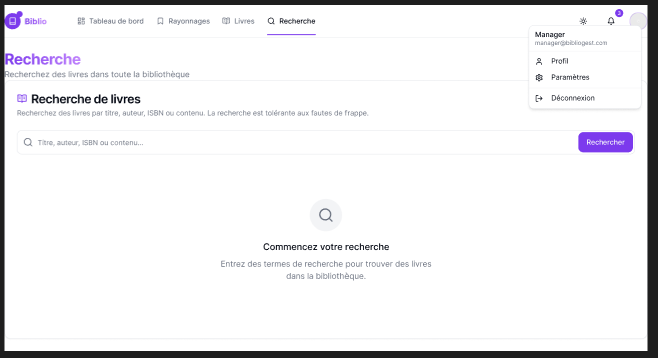 Biblio
Tableau de bord
Rayonnages
Livres
Recherche
3
Manager
manager@bibliogest.com
Profil
Paramètres
Déconnexion
Recherche
Recherchez des livres dans toute la bibliothèque
Recherche de livres
Recherchez des livres par titre, auteur, ISBN ou contenu. La recherche est tolérante aux fautes de frappe.
Titre, auteur, ISBN ou contenu...
Rechercher
Commencez votre recherche
Entrez des termes de recherche pour trouver des livres
dans la bibliothèque.